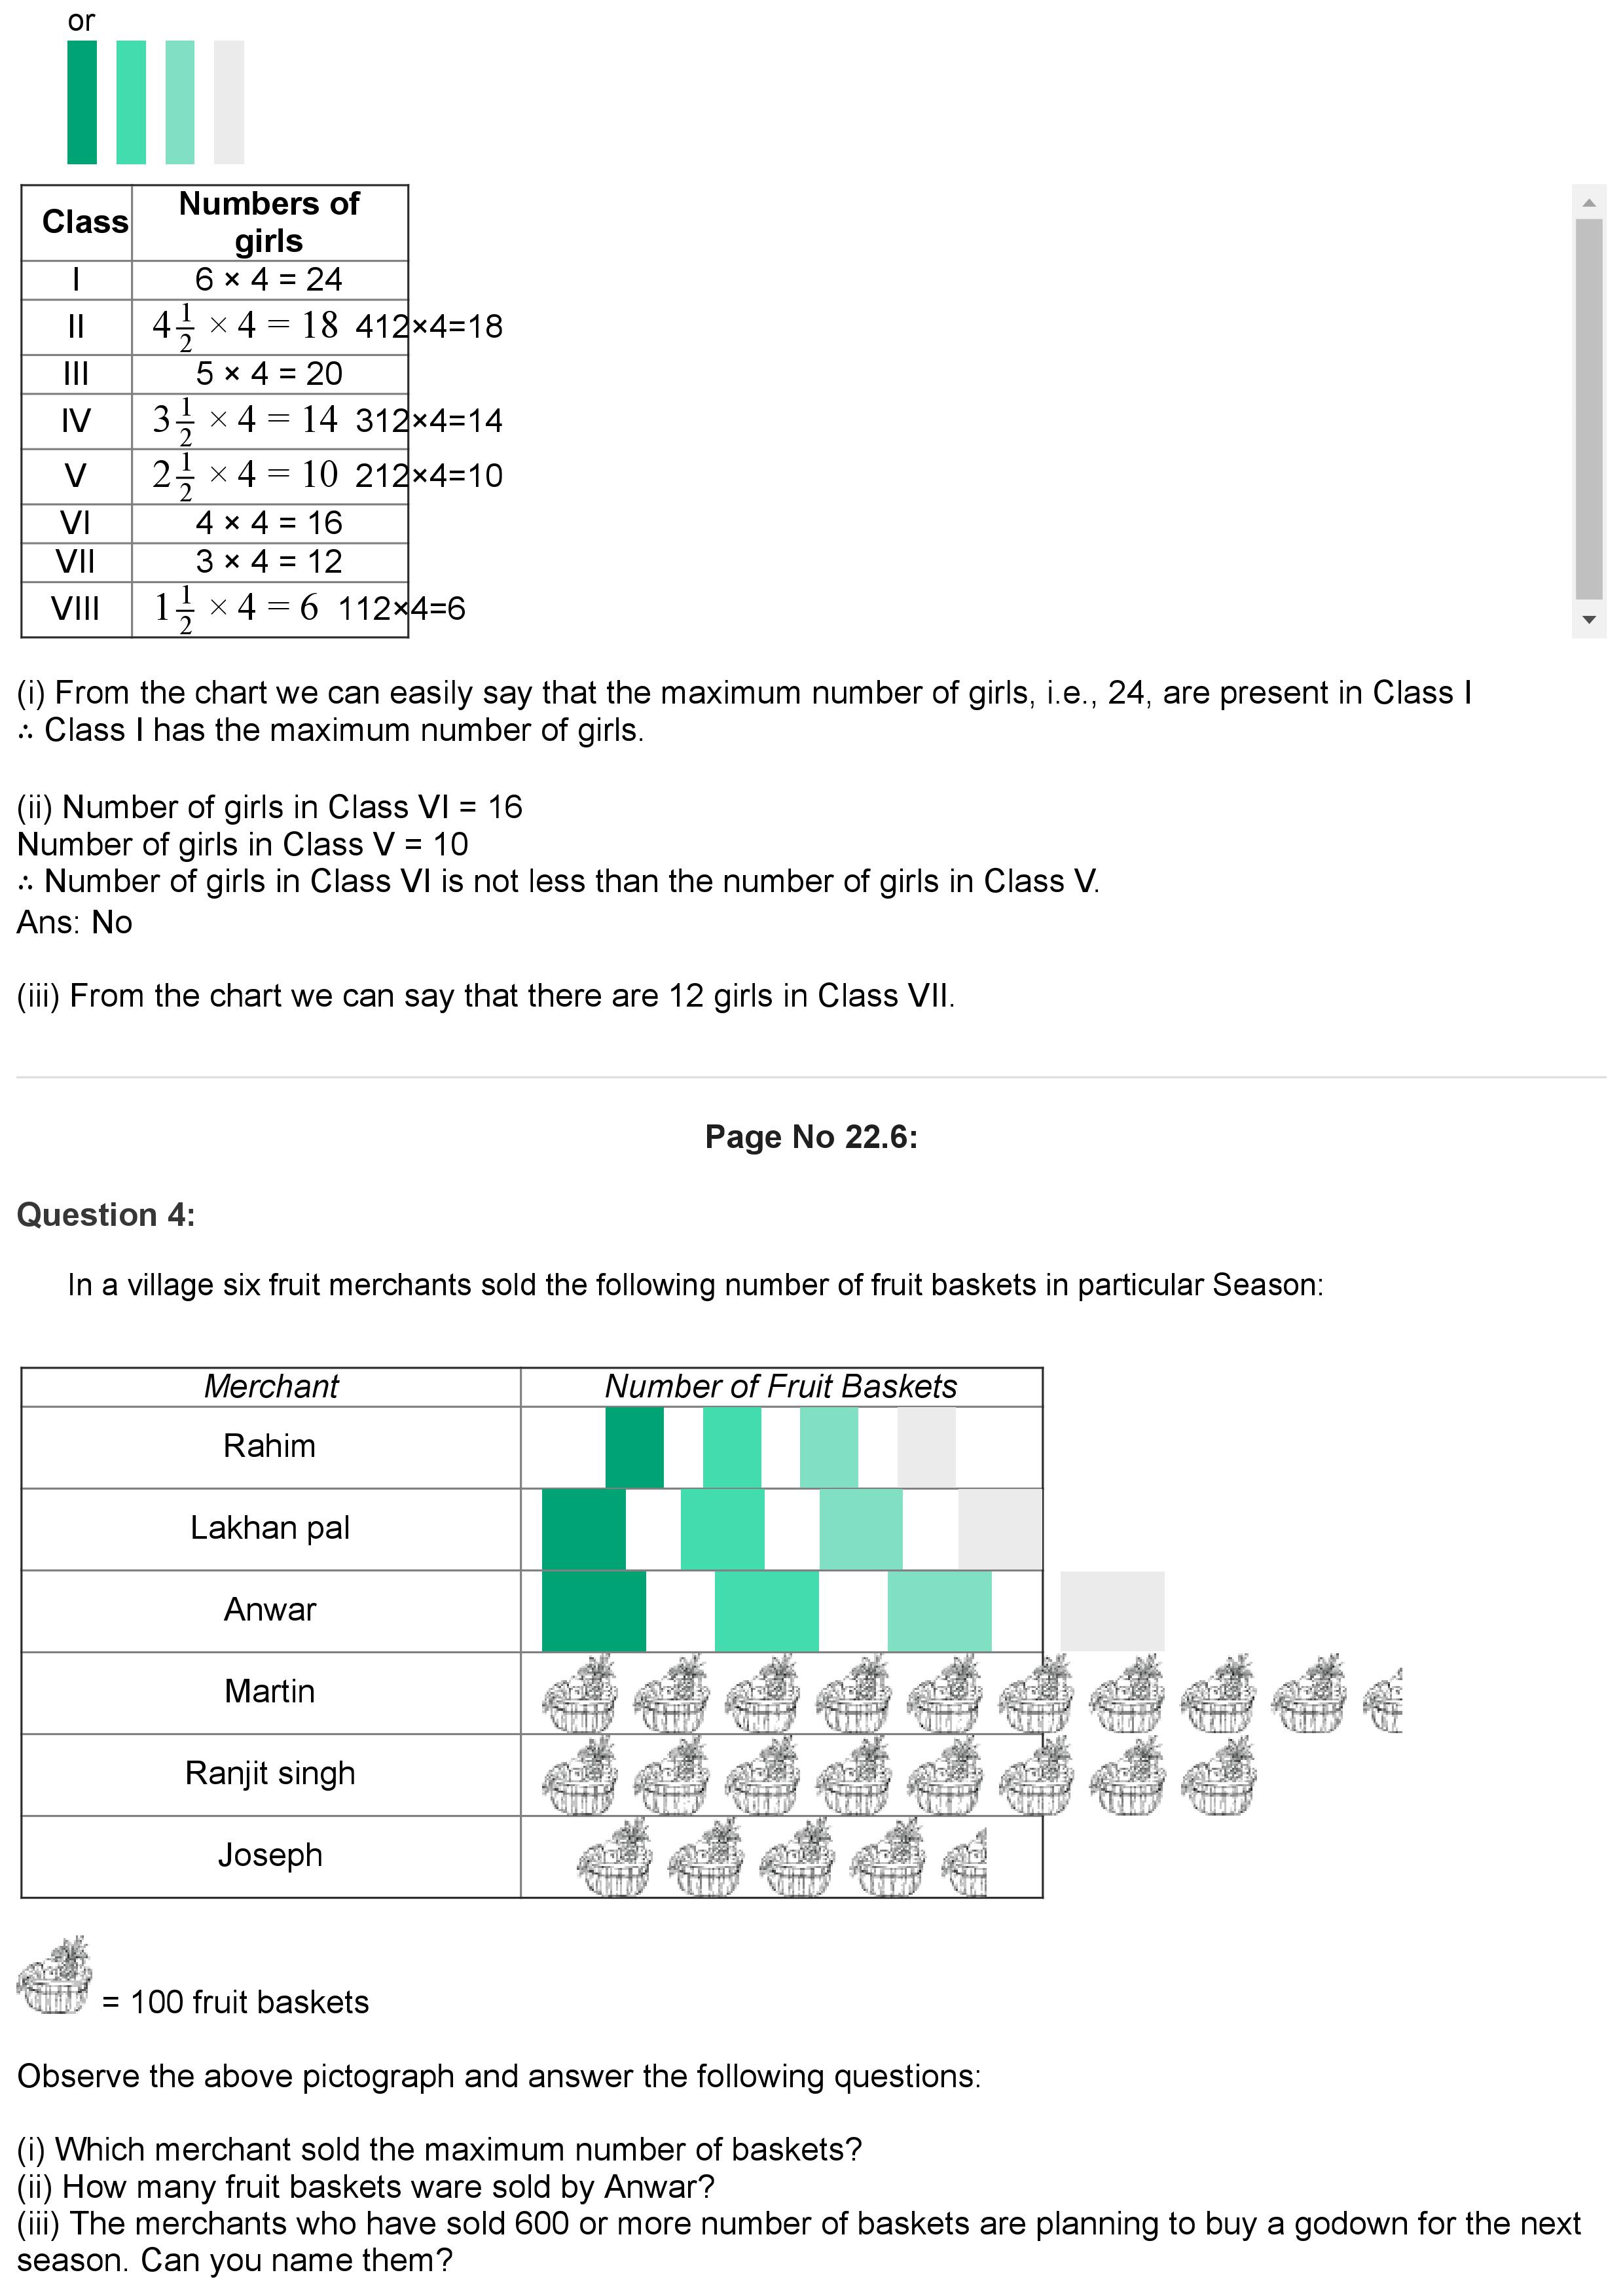 or
Class Numbers of
girls
I 6 × 4 = 24
II 4 1/2 × 4 = 18 412×4=18
III 5 × 4 = 20
IV 3 1/2 × 4 = 14 312×4=14
V 2 1/2 × 4 = 10 212×4=10
VI 4 × 4 = 16
VII 3 × 4 = 12
VIII 1 1/2 × 4 = 6 112×4=6
(i) From the chart we can easily say that the maximum number of girls, i.e., 24, are present in Class I
∴ Class I has the maximum number of girls.
(ii) Number of girls in Class VI = 16
Number of girls in Class V = 10
∴ Number of girls in Class VI is not less than the number of girls in Class V.
Ans: No
(iii) From the chart we can say that there are 12 girls in Class VII.
Page No 22.6:
Question 4:
In a village six fruit merchants sold the following number of fruit baskets in particular Season:
Merchant Number of Fruit Baskets
Rahim
Lakhan pal
Anwar
Martin
Ranjit singh
Joseph
= 100 fruit baskets
Observe the above pictograph and answer the following questions:
(i) Which merchant sold the maximum number of baskets?
(ii) How many fruit baskets ware sold by Anwar?
(iii) The merchants who have sold 600 or more number of baskets are planning to buy a godown for the next
season. Can you name them?